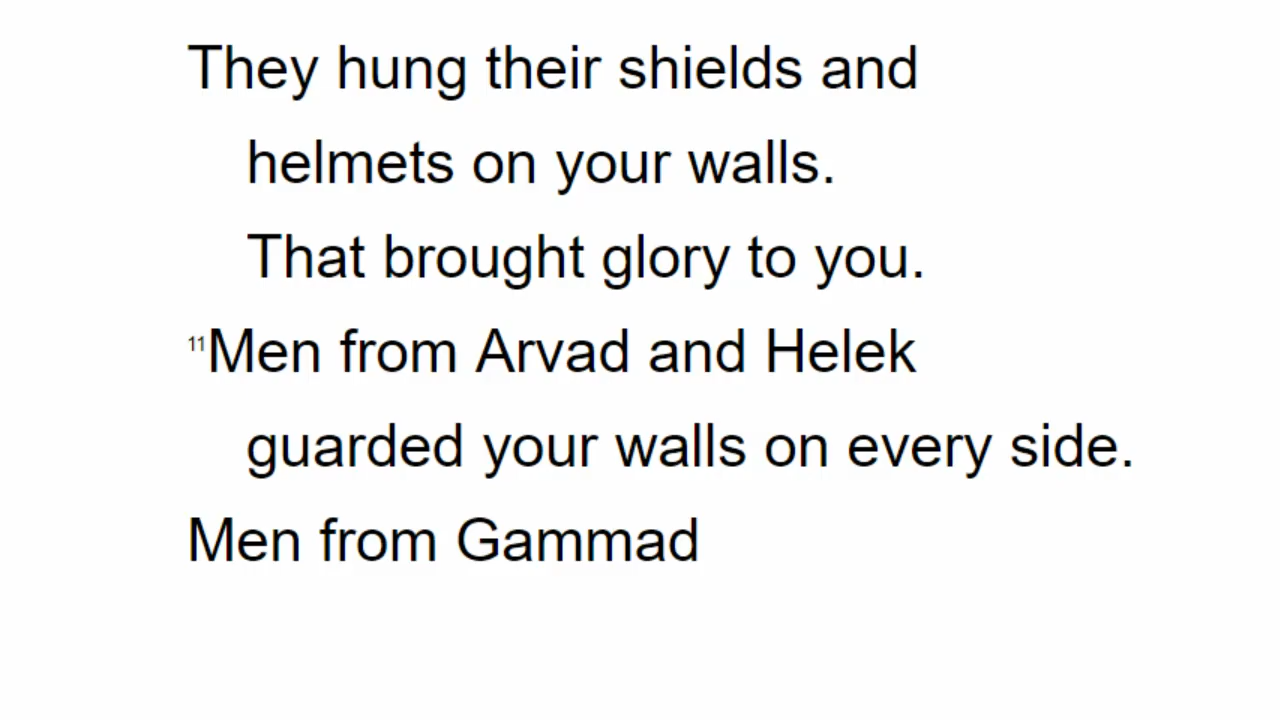 They hung their shields and
helmets on your walls.
That brought glory to you.
11Men from Arvad and Helek
guarded your walls on every side.
Men from Gammad